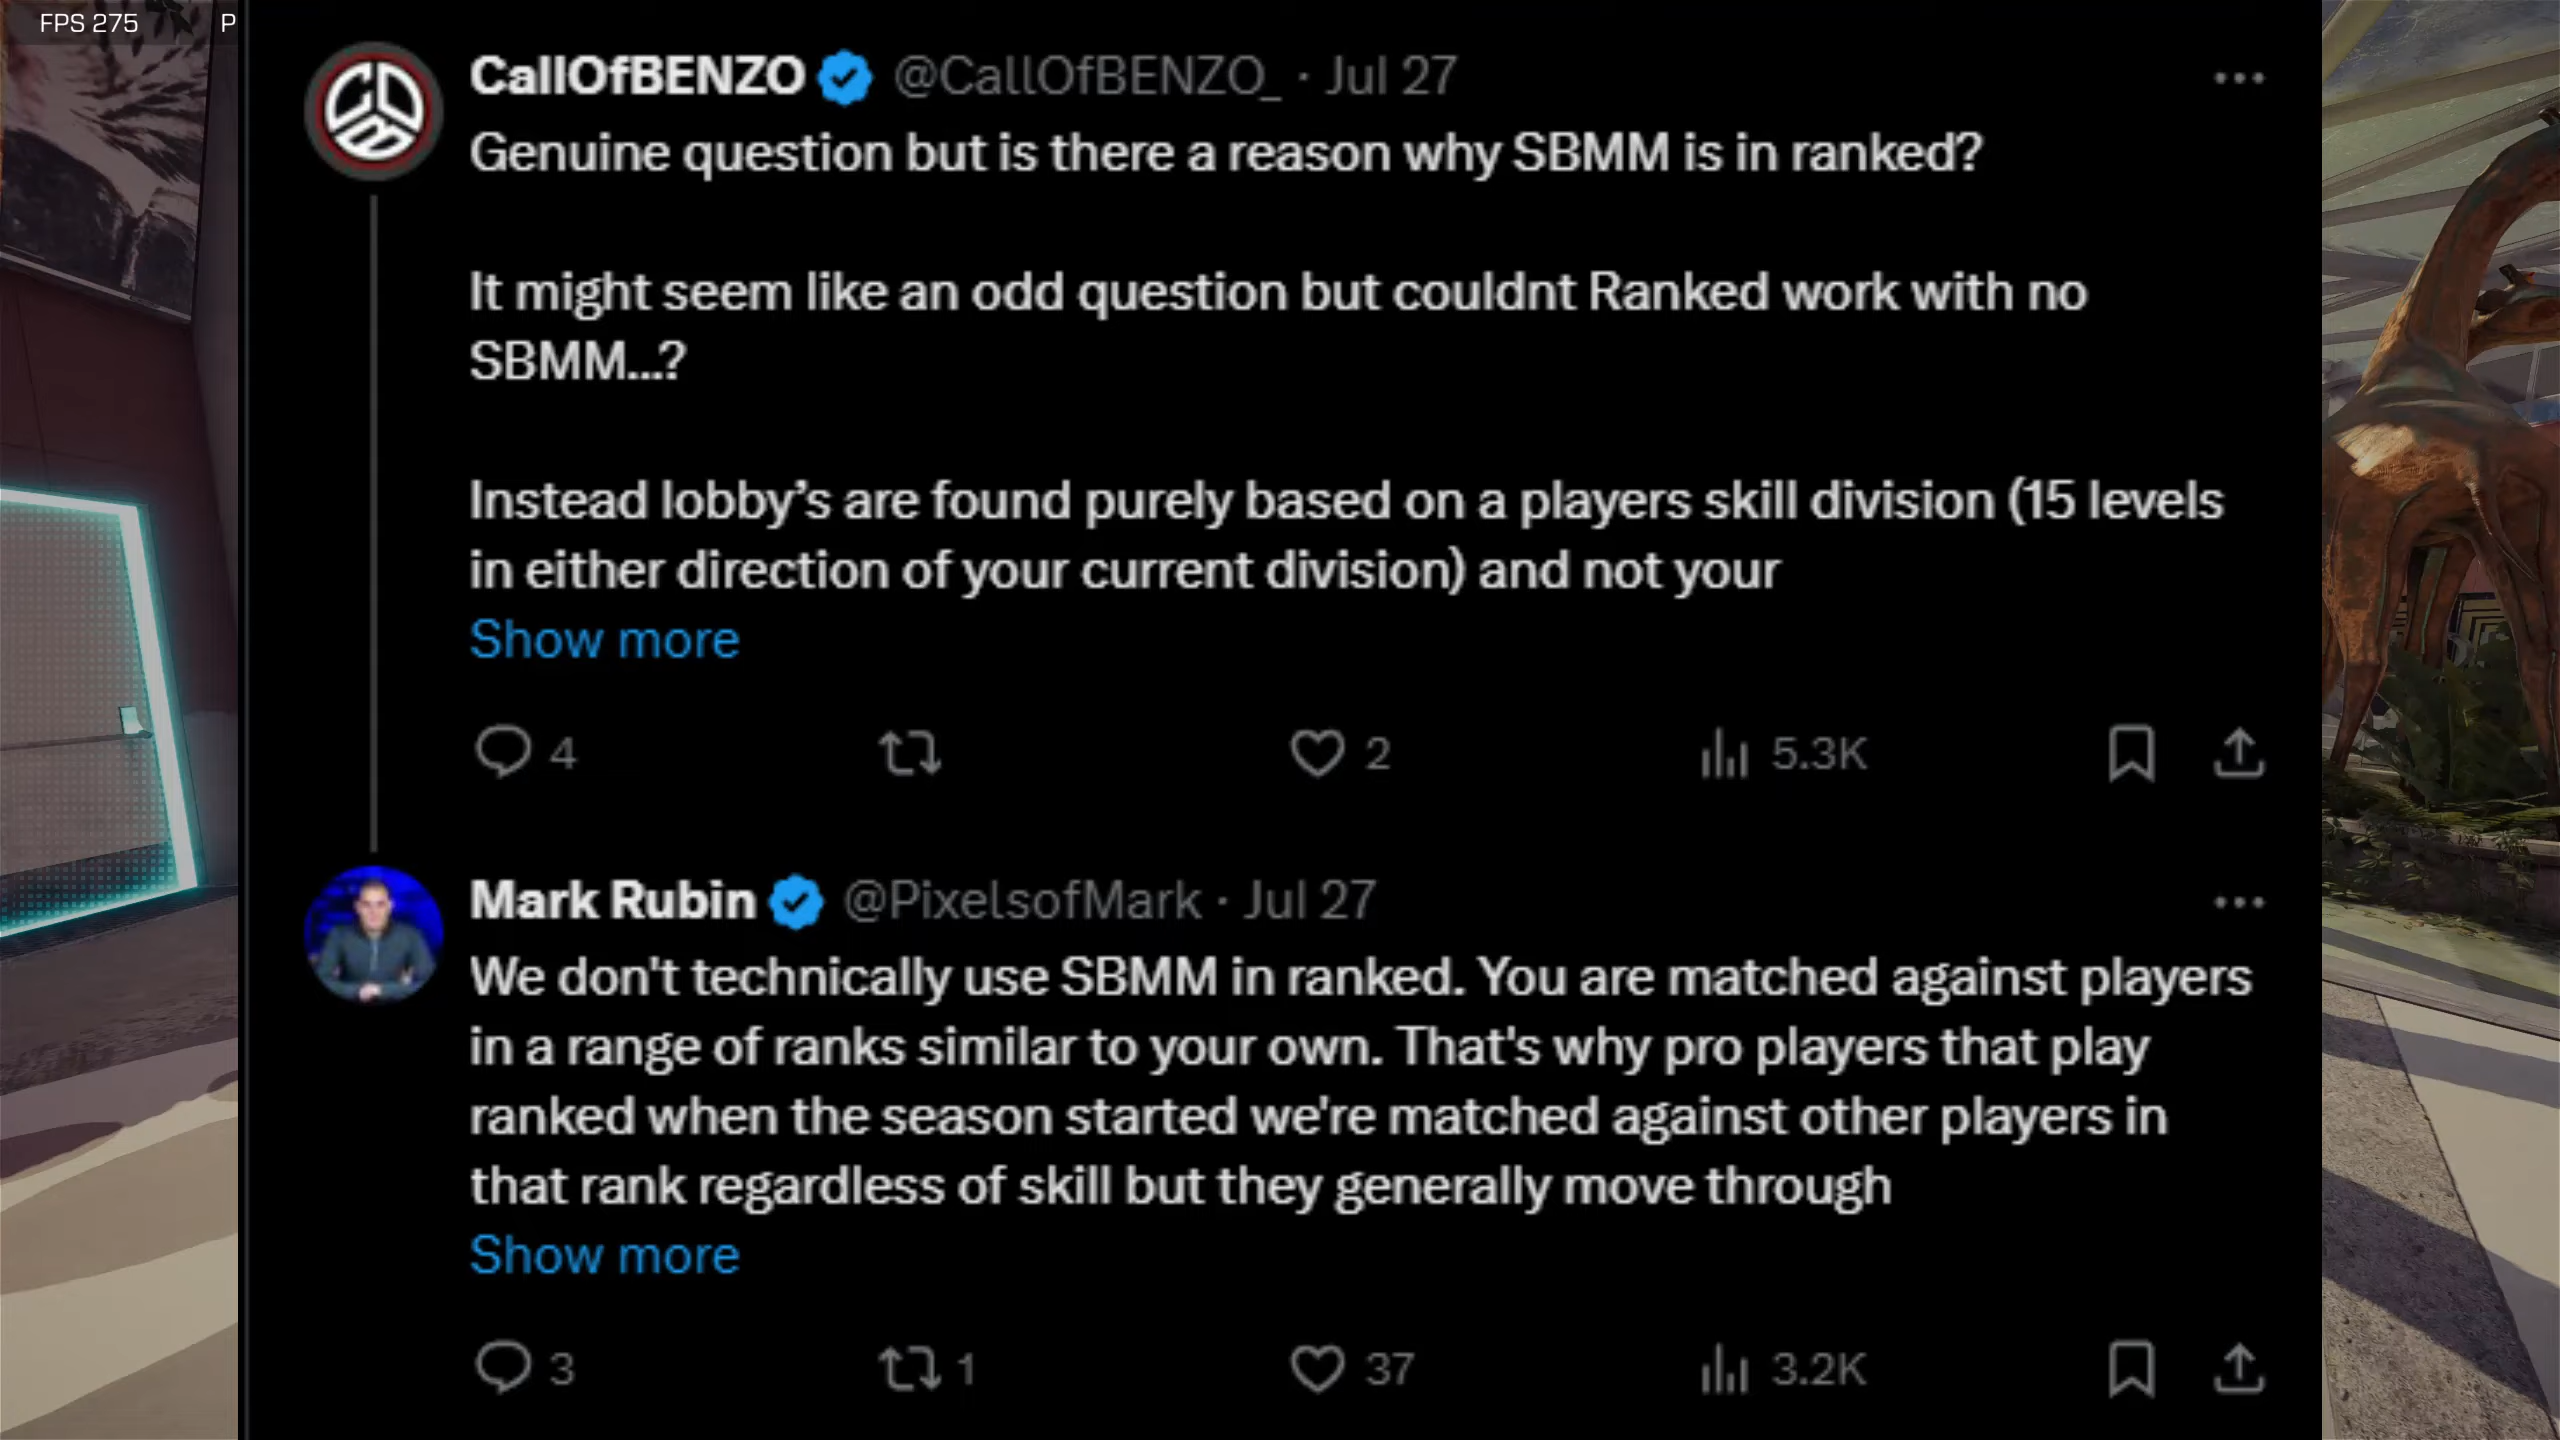 FPS 275 P
CallOfBENZO @CallOfBENZO_ · Jul 27
Genuine question but is there a reason why SBMM is in ranked?
It might seem like an odd question but couldnt Ranked work with no
SBMM...?
Instead lobby’s are found purely based on a players skill division (15 levels
in either direction of your current division) and not your
Show more
4 2 5.3K
Mark Rubin @PixelsofMark · Jul 27
We don't technically use SBMM in ranked. You are matched against players
in a range of ranks similar to your own. That's why pro players that play
ranked when the season started we're matched against other players in
that rank regardless of skill but they generally move through
Show more
3 1 37 3.2K